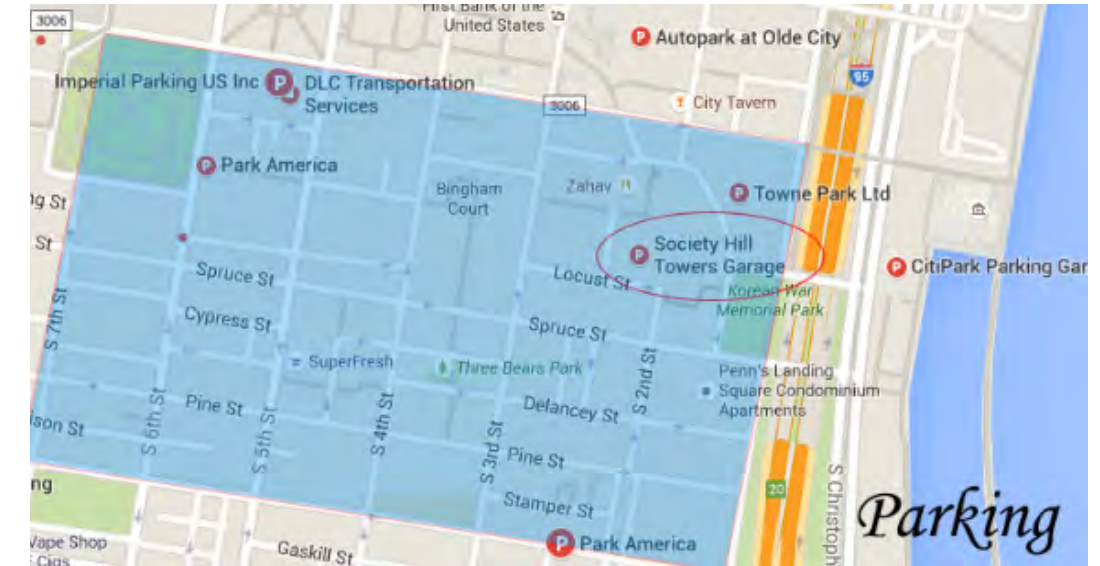 3006
First Bank of the
United States
Autopark at Olde City
95
Imperial Parking US Inc
DLC Transportation
Services
3006
City Tavern
Park America
Bingham
Court
Zahav
Towne Park Ltd
ng St
St
Society Hill
Towers Garage
CitiPark Parking Gar
Spruce St
Locust St
Korean War
Memorial Park
S 7th St
Cypress St
Spruce St
SuperFresh
Three Bears Park
S 2nd St
Penn's Landing
Square Condominium
Apartments
Pine St
Delancey St
ison St
S 6th St
S 5th St
S 4th St
S 3rd St
Pine St
ng
20
S Christoph
Stamper St
Parking
Vape Shop
E Cigs
Gaskill St
P Park America